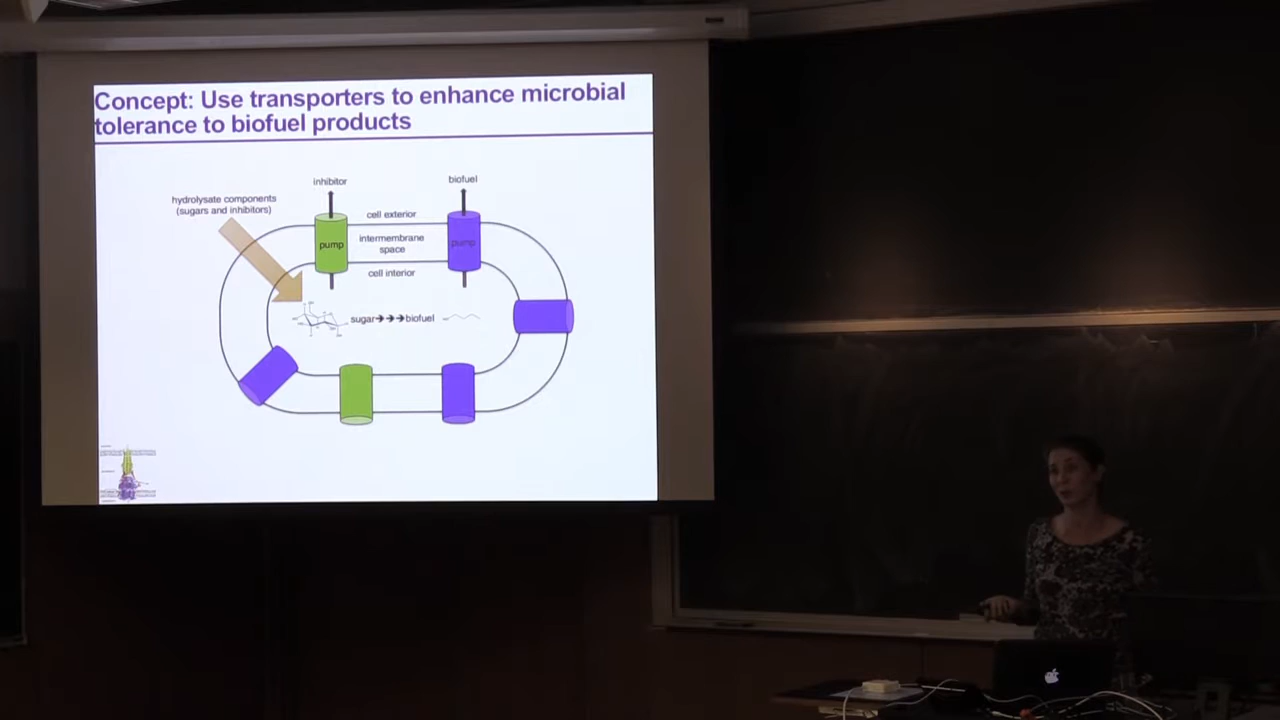 Concept: Use transporters to enhance microbial
tolerance to biofuel products
inhibitor
biofuel
hydrolysate components
(sugars and inhibitors)
cell exterior
pump
intermembrane
space
pump
cell interior
sugar➔➔➔biofuel